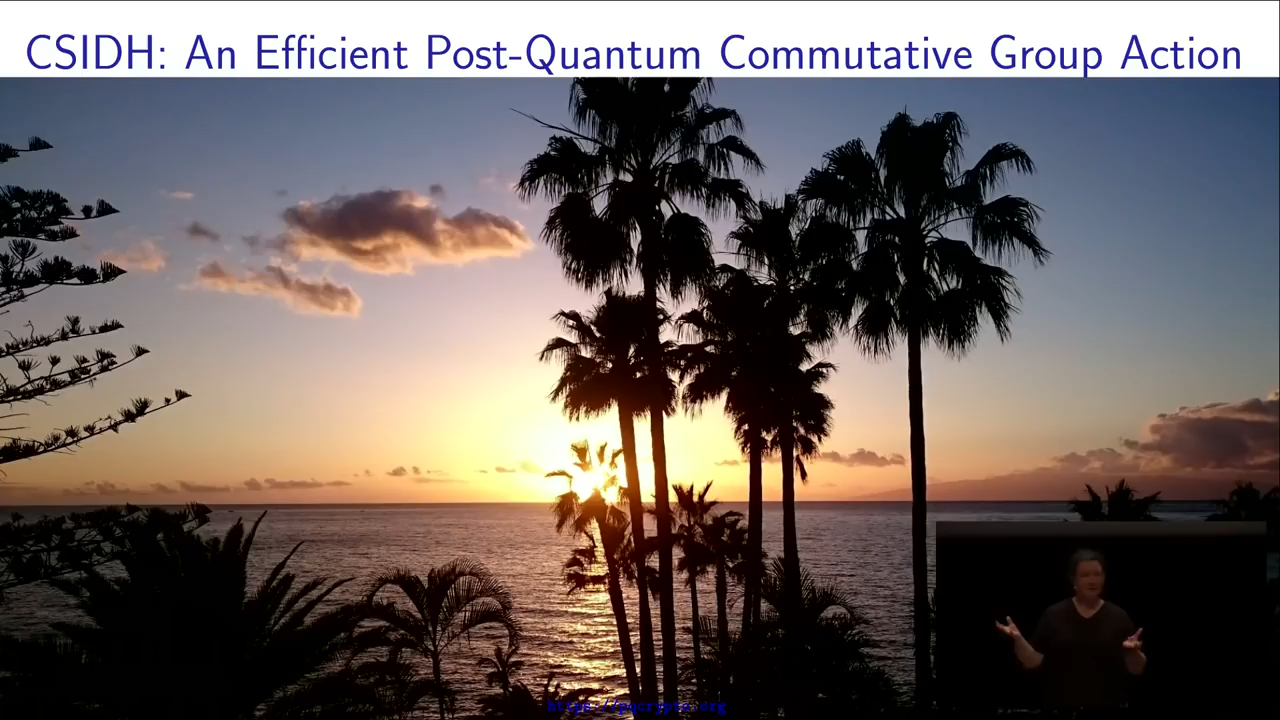 CSIDH: An Efficient Post-Quantum Commutative Group Action
https://pqcrypto.org